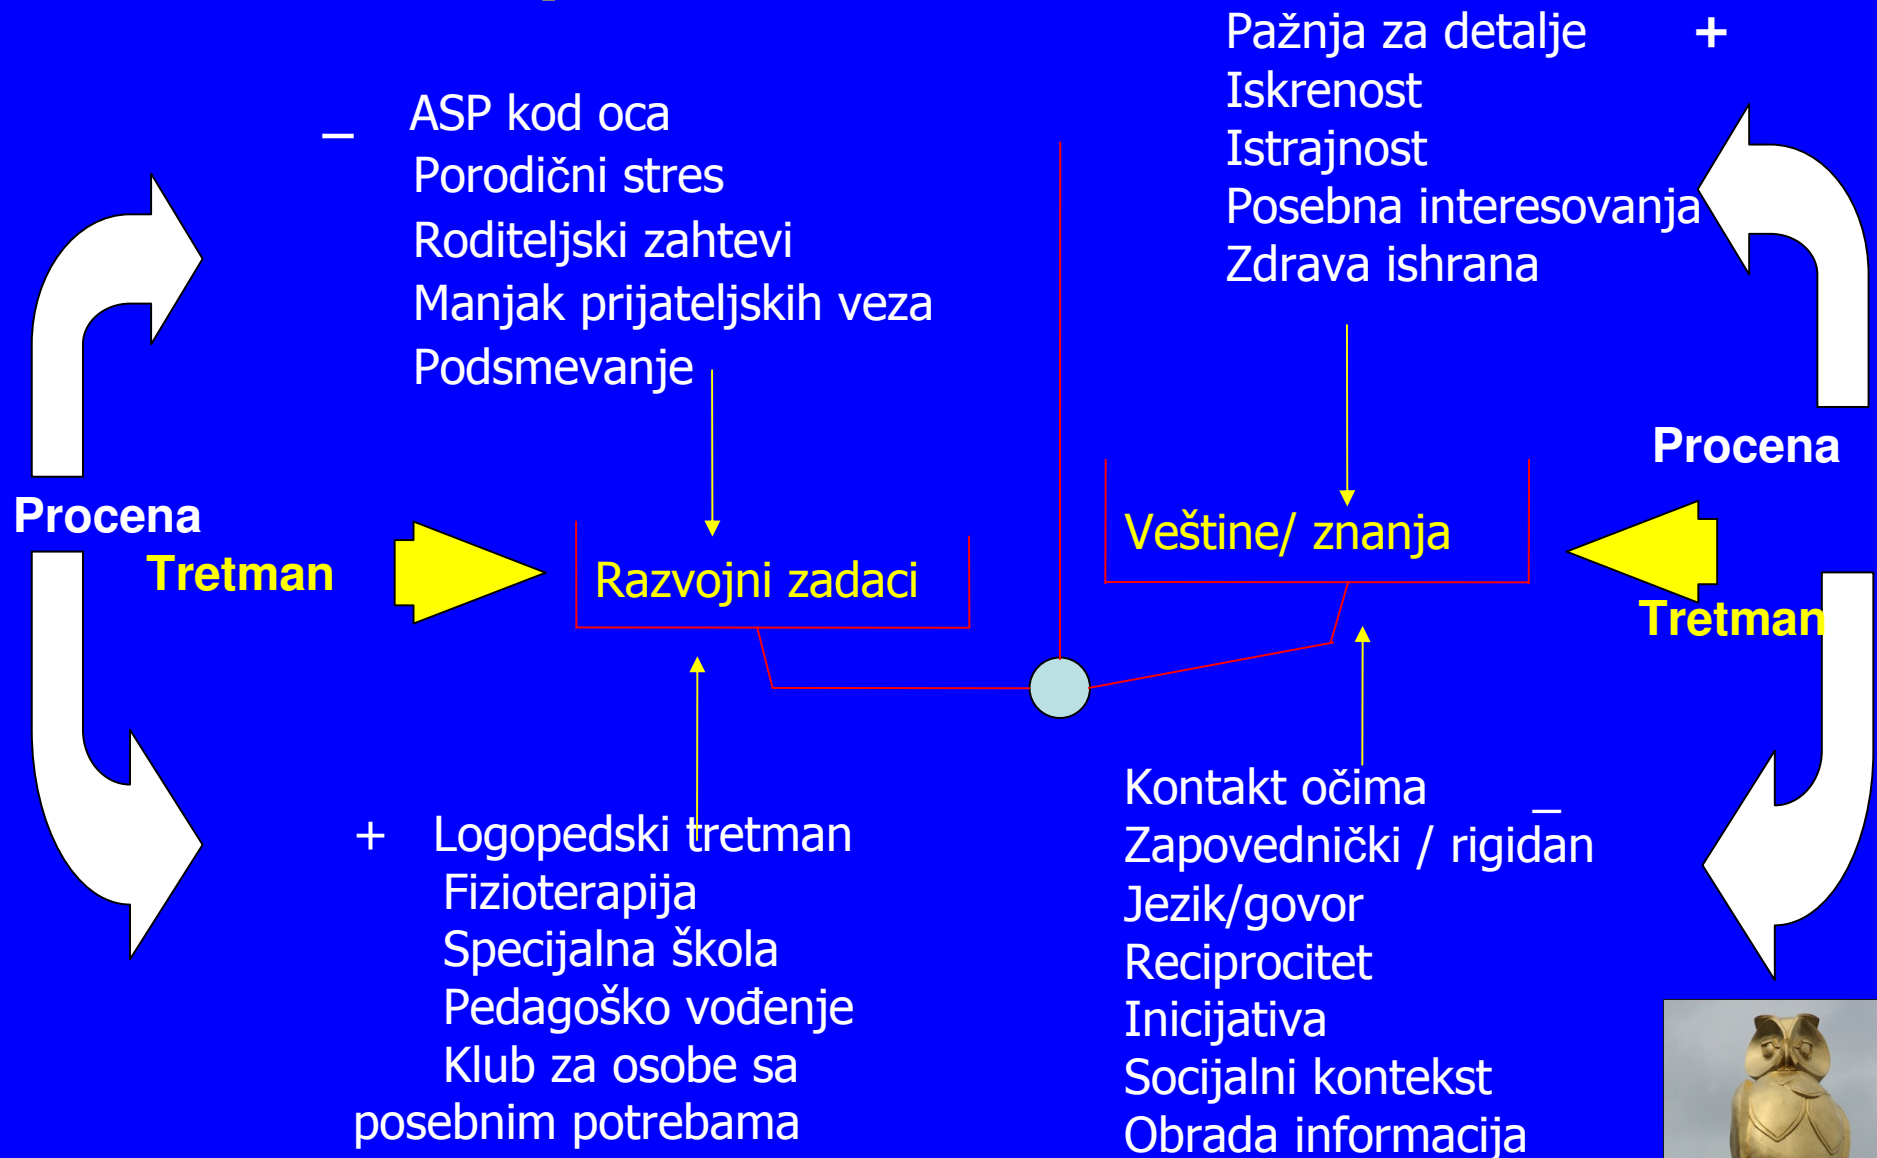 _ ASP kod oca
Porodični stres
Roditeljski zahtevi
Manjak prijateljskih veza
Podsmevanje
Pažnja za detalje +
Iskrenost
Istrajnost
Posebna interesovanja
Zdrava ishrana
Procena
Tretman
Razvojni zadaci
Veštine/ znanja
Procena
Tretman
+ Logopedski tretman
Fizioterapija
Specijalna škola
Pedagoško vođenje
Klub za osobe sa
posebnim potrebama
Kontakt očima _
Zapovednički / rigidan
Jezik/govor
Reciprocitet
Inicijativa
Socijalni kontekst
Obrada informacija